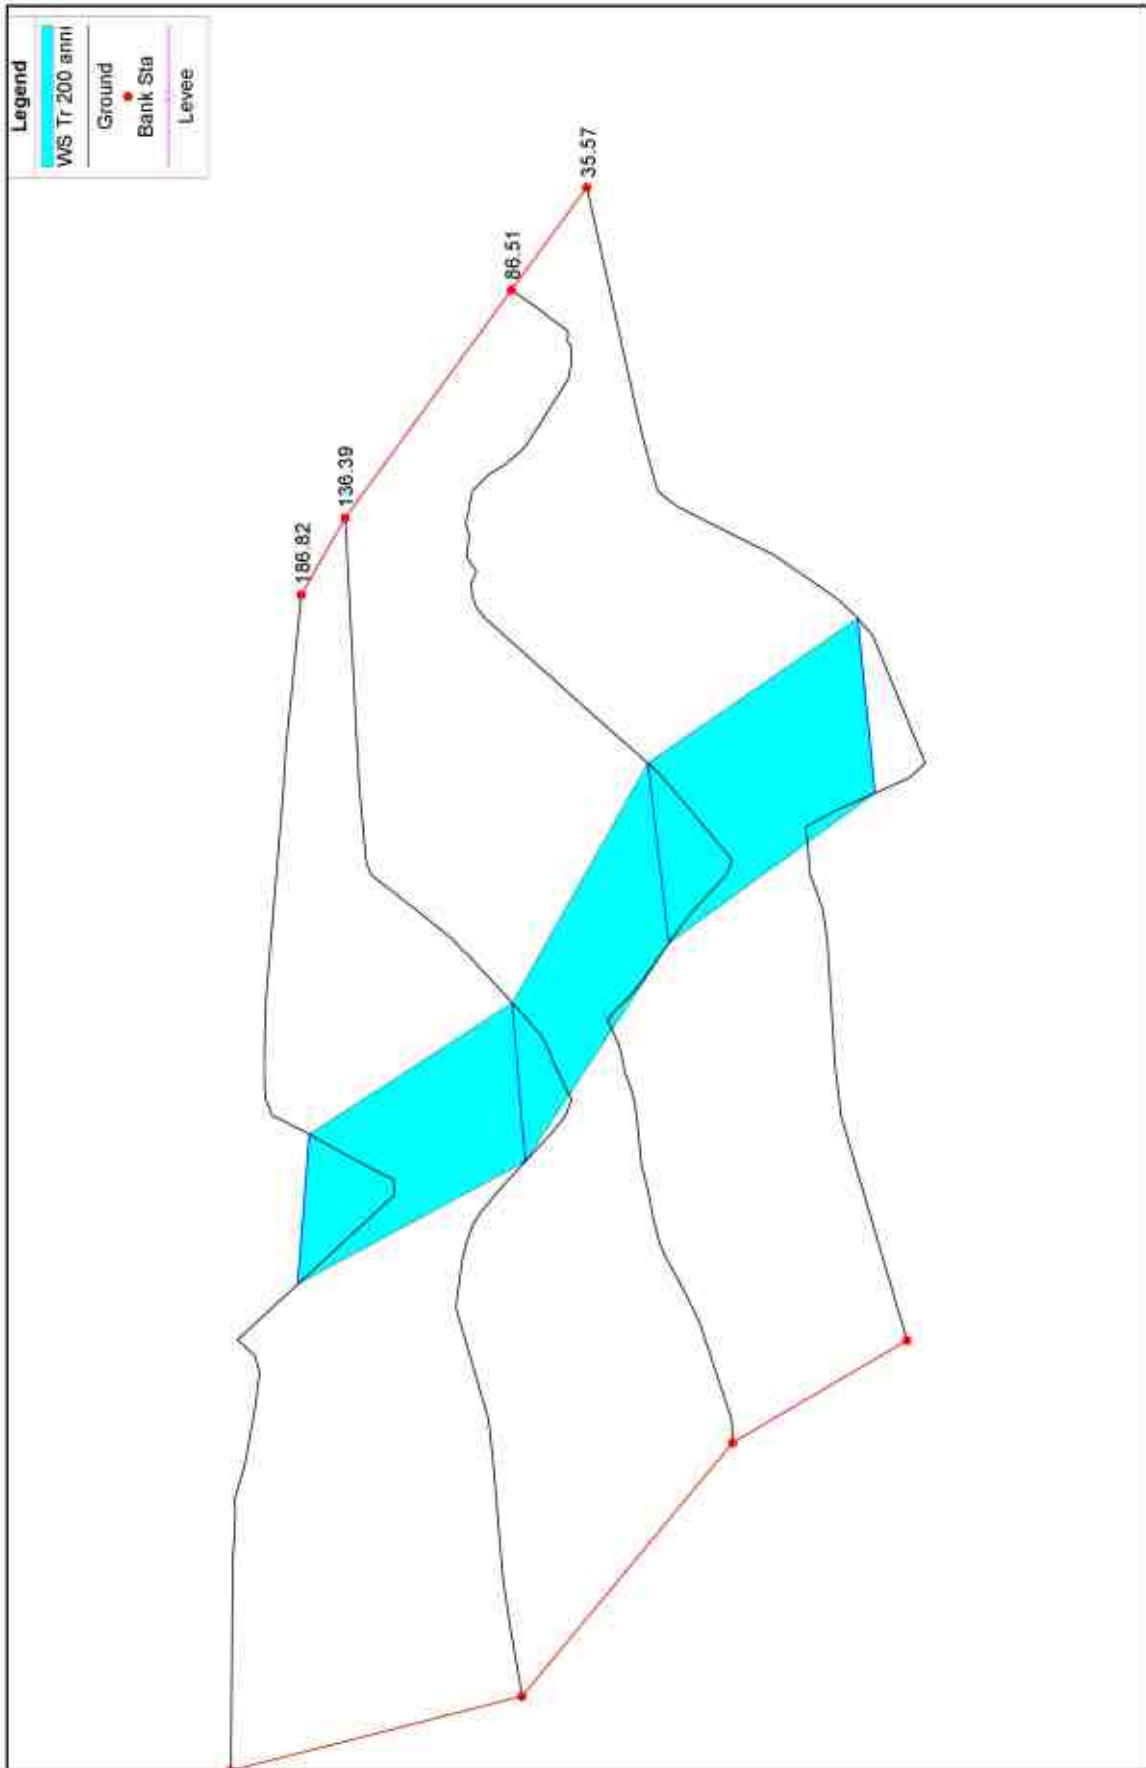 Legend
WS Tr 200 anni
Ground
Bank Sta
Levee
35.57
86.51
136.39
186.82